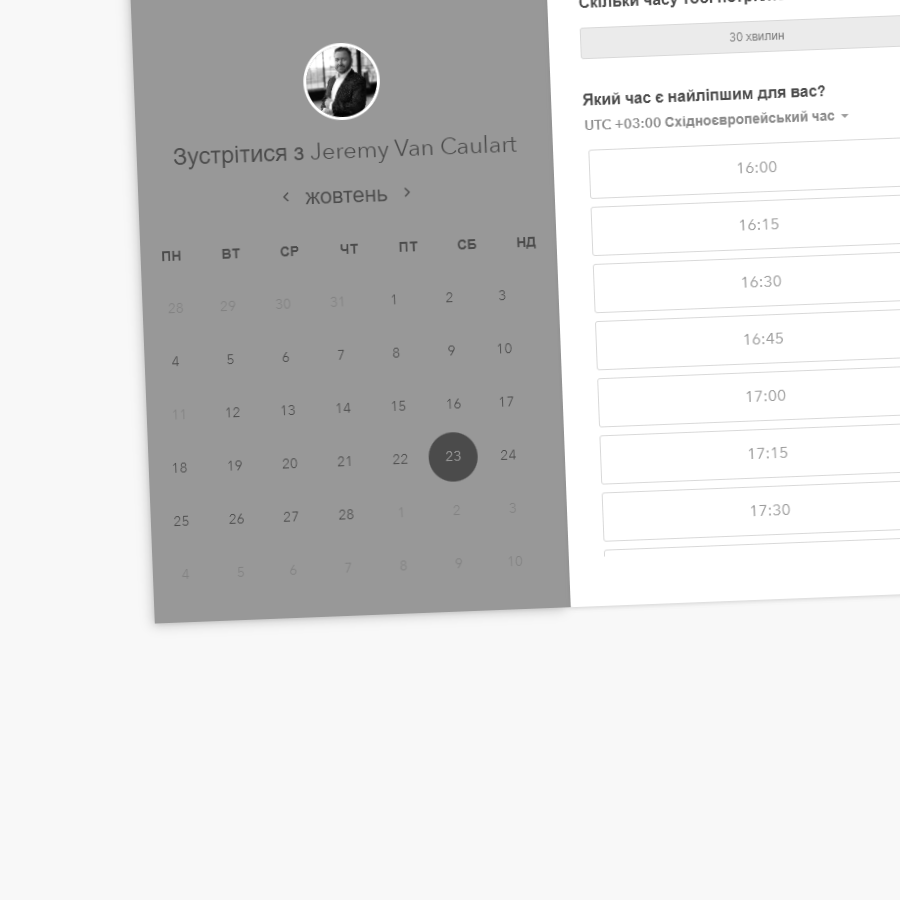 Зустрітися з Jeremy Van Caulart
‹ жовтень ›
ПН ВТ СР ЧТ ПТ СБ НД
28 29 30 31 1 2 3
4 5 6 7 8 9 10
11 12 13 14 15 16 17
18 19 20 21 22 23 24
25 26 27 28 1 2 3
4 5 6 7 8 9 10
Скільки часу тобі
30 хвилин
Який час є найліпшим для вас?
UTC +03:00 Східноєвропейський час
16:00
16:15
16:30
16:45
17:00
17:15
17:30